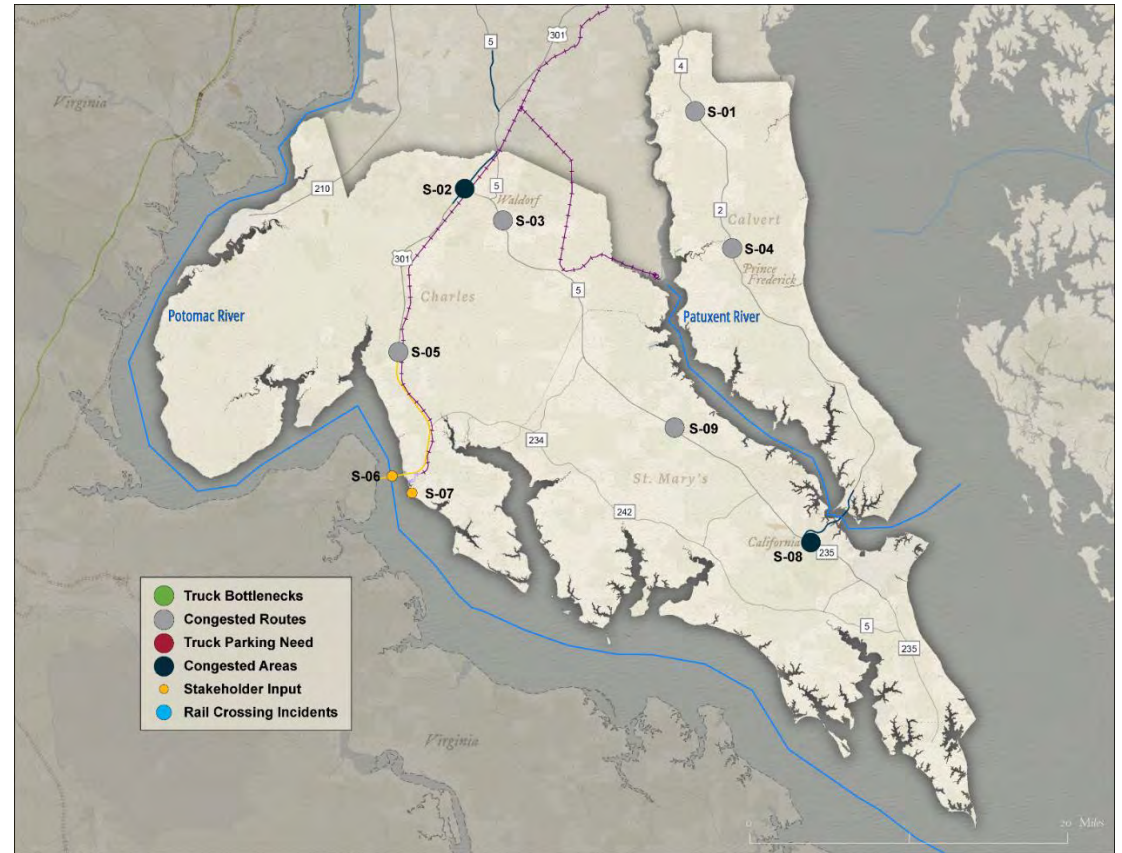 5
301
Virginia
4
S-01
210
S-02
5
Waldorf
S-03
2
Calvert
S-04
Prince
Frederick
301
Charles
5
Potomac River
Patuxent River
S-05
S-09
234
S-06
S-07
St. Mary's
242
California
235
S-08
5
235
Truck Bottlenecks
Congested Routes
Truck Parking Need
Congested Areas
Stakeholder Input
Rail Crossing Incidents
Virginia
0 20 Miles